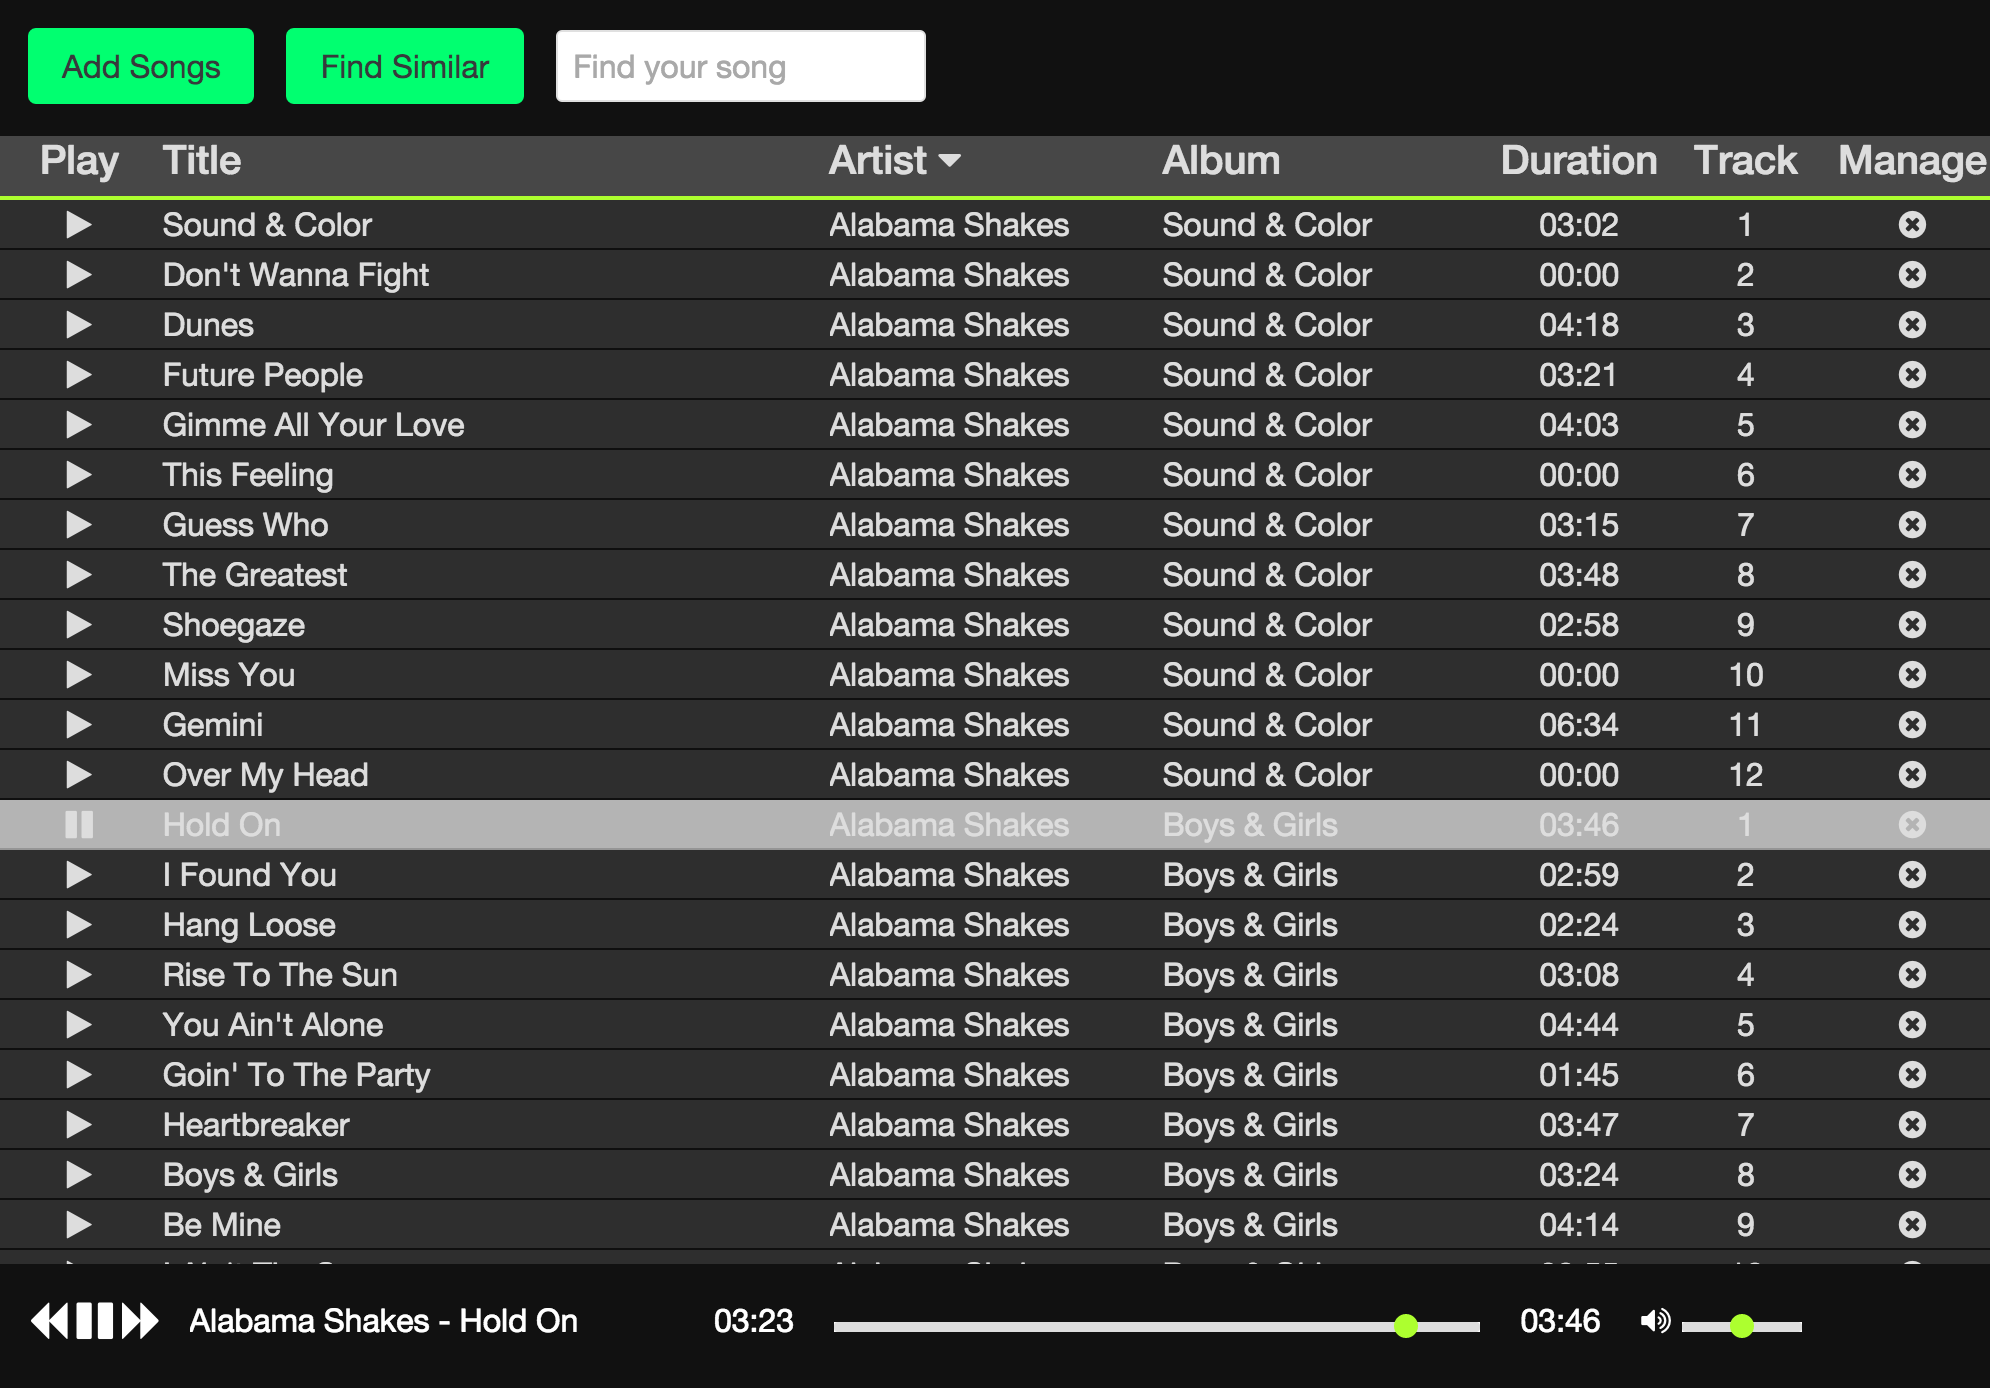 Add Songs Find Similar Find your song
Play Title Artist Album Duration Track Manage
Sound & Color Alabama Shakes Sound & Color 03:02 1
Don't Wanna Fight Alabama Shakes Sound & Color 00:00 2
Dunes Alabama Shakes Sound & Color 04:18 3
Future People Alabama Shakes Sound & Color 03:21 4
Gimme All Your Love Alabama Shakes Sound & Color 04:03 5
This Feeling Alabama Shakes Sound & Color 00:00 6
Guess Who Alabama Shakes Sound & Color 03:15 7
The Greatest Alabama Shakes Sound & Color 03:48 8
Shoegaze Alabama Shakes Sound & Color 02:58 9
Miss You Alabama Shakes Sound & Color 00:00 10
Gemini Alabama Shakes Sound & Color 06:34 11
Over My Head Alabama Shakes Sound & Color 00:00 12
Hold On Alabama Shakes Boys & Girls 03:46 1
I Found You Alabama Shakes Boys & Girls 02:59 2
Hang Loose Alabama Shakes Boys & Girls 02:24 3
Rise To The Sun Alabama Shakes Boys & Girls 03:08 4
You Ain't Alone Alabama Shakes Boys & Girls 04:44 5
Goin' To The Party Alabama Shakes Boys & Girls 01:45 6
Heartbreaker Alabama Shakes Boys & Girls 03:47 7
Boys & Girls Alabama Shakes Boys & Girls 03:24 8
Be Mine Alabama Shakes Boys & Girls 04:14 9
Alabama Shakes - Hold On 03:23 03:46